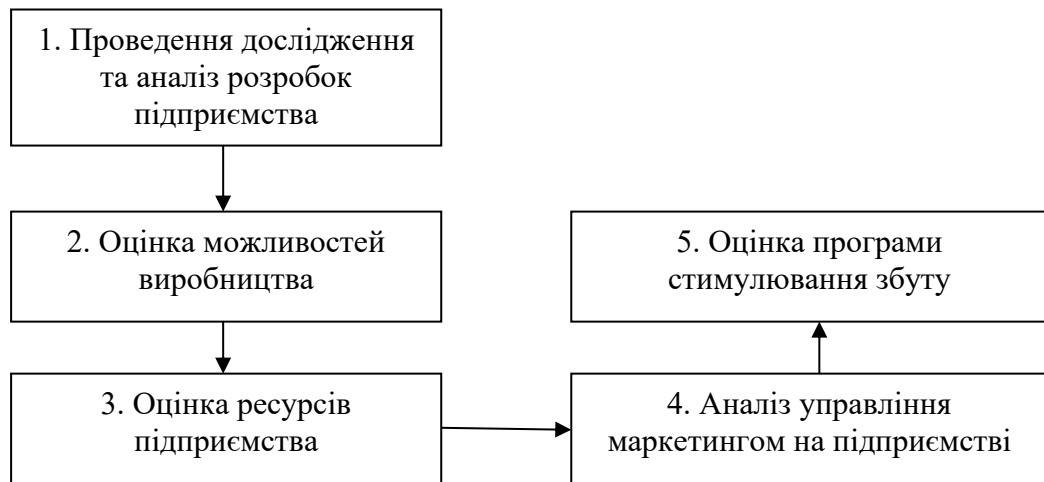 1. Проведення дослідження
та аналіз розробок
підприємства
2. Оцінка можливостей
виробництва
3. Оцінка ресурсів
підприємства
4. Аналіз управління
маркетингом на підприємстві
5. Оцінка програми
стимулювання збуту